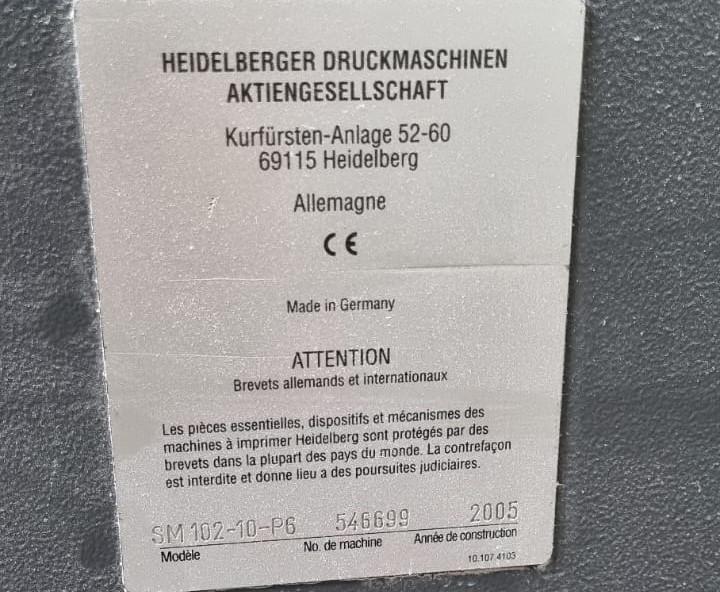 HEIDELBERGER DRUCKMASCHINEN
AKTIENGESELLSCHAFT
Kurfürsten-Anlage 52-60
69115 Heidelberg
Allemagne
CE
Made in Germany
ATTENTION
Brevets allemands et internationaux
Les pièces essentielles, dispositifs et mécanismes des
machines à imprimer Heidelberg sont protégés par des
brevets dans la plupart des pays du monde. La contrefaçon
est interdite et donne lieu a des poursuites judiciaires.
SM 102-10-P6 546699 2005
Modèle No. de machine Année de construction
10.107.4103